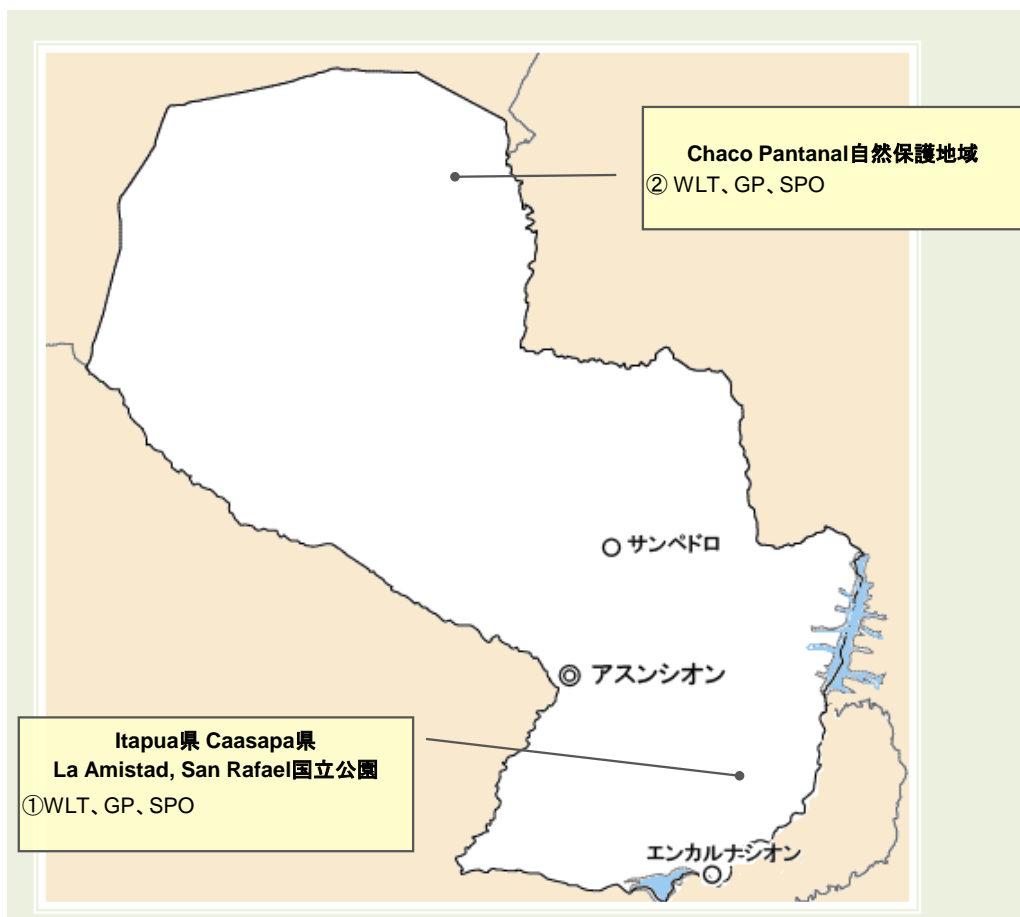 Chaco Pantanal自然保護地域
② WLT、GP、SPO
サンペドロ
アスンシオン
Itapua県 Caasapa県
La Amistad, San Rafael国立公園
①WLT、GP、SPO
エンカルナシオン